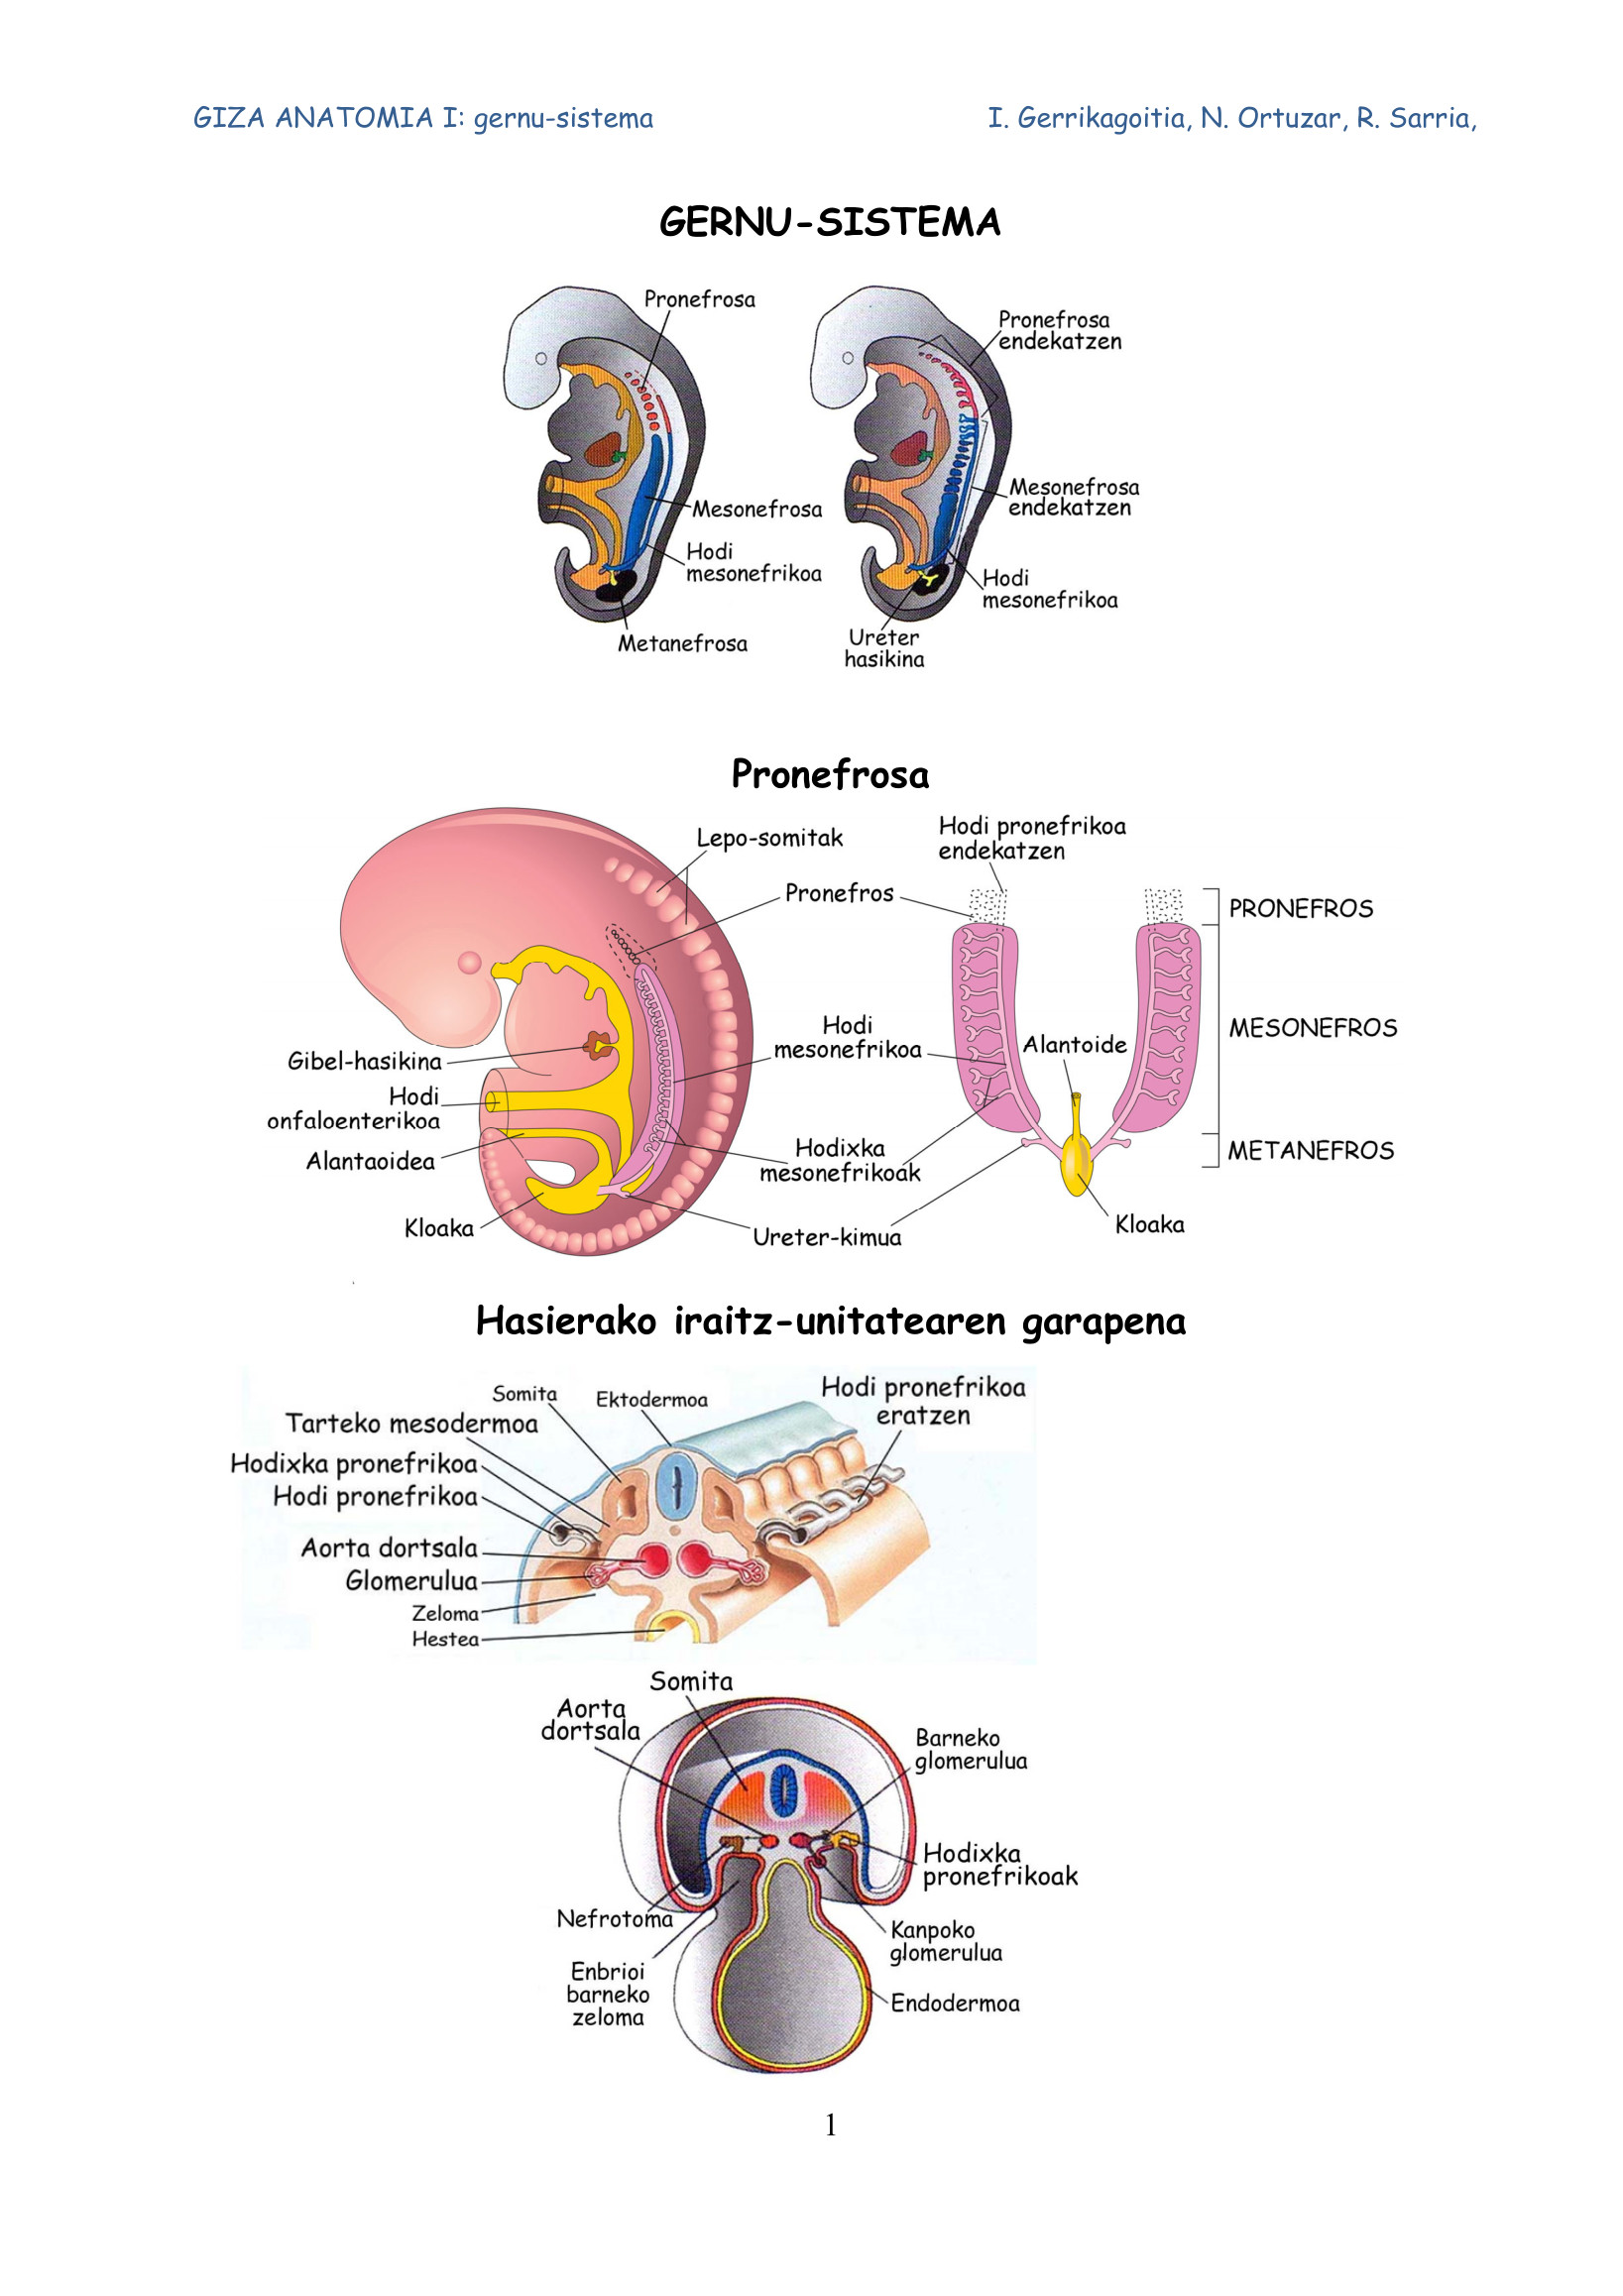 GIZA ANATOMIA I: gernu-sistema
I. Gerrikagoitia, N. Ortuzar, R. Sarria,
GERNU-SISTEMA
Pronefrosa
Mesonefrosa
Hodi
mesonefrikoa
Metanefrosa
Pronefrosa
endekatzen
Mesonefrosa
endekatzen
Hodi
mesonefrikoa
Ureter
hasikina
Pronefrosa
Lepo-somitak
Hodi pronefrikoa
endekatzen
Pronefros
PRONEFROS
Hodi
mesonefrikoa
Alantoide
MESONEFROS
Gibel-hasikina
Hodi
onfaloenterikoa
Alantaoidea
Hodixka
mesonefrikoak
METANEFROS
Kloaka
Ureter-kimua
Kloaka
Hasierako iraitz-unitatearen garapena
Somita
Ektodermoa
Hodi pronefrikoa
eratzen
Tarteko mesodermoa
Hodixka pronefrikoa
Hodi pronefrikoa
Aorta dortsala
Glomerulua
Zeloma
Hestea
Somita
Aorta
dortsala
Barneko
glomerulua
Hodixka
pronefrikoak
Nefrotoma
Kanpoko
glomerulua
Enbrioi
barneko
zeloma
Endodermoa
1